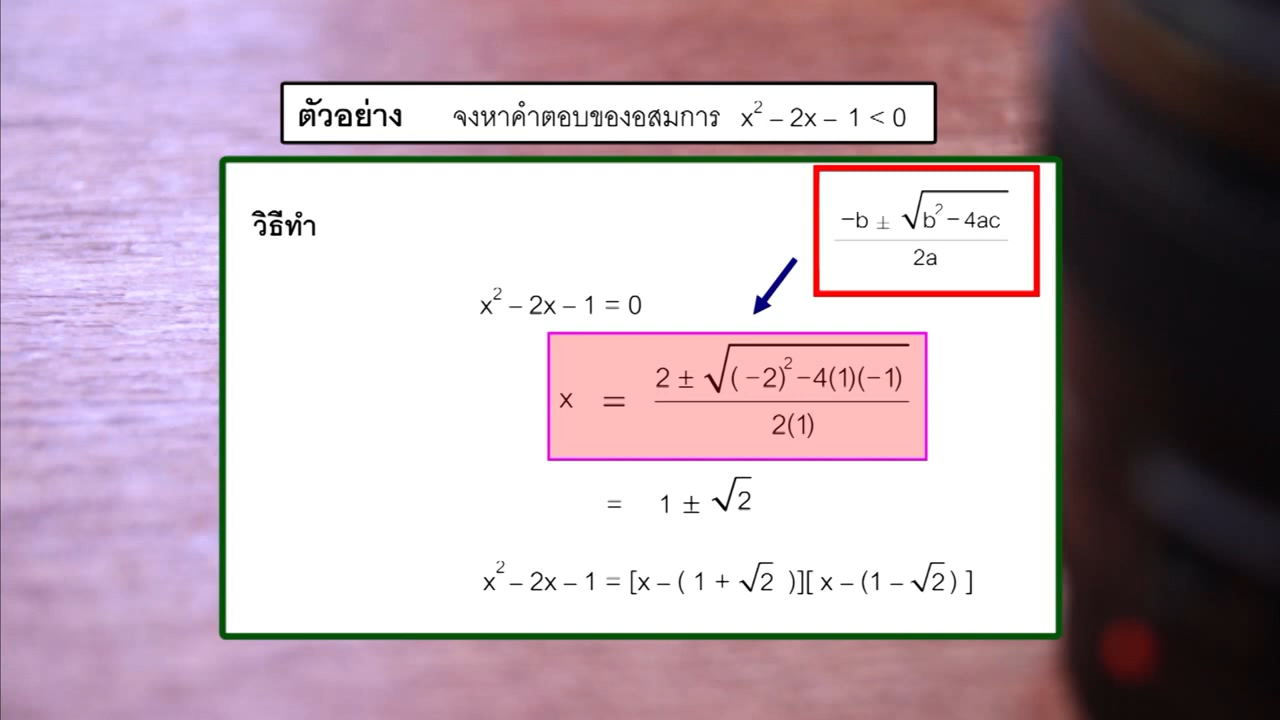 ตัวอย่าง จงหาคำตอบของอสมการ x² – 2x – 1 < 0
วิธีทำ
–b ± √(b² – 4ac)
2a
x² – 2x – 1 = 0
x = 2 ± √((–2)² – 4(1)(–1))
2(1)
= 1 ± √2
x² – 2x – 1 = [x – ( 1 + √2 )][ x – (1 – √2 ) ]